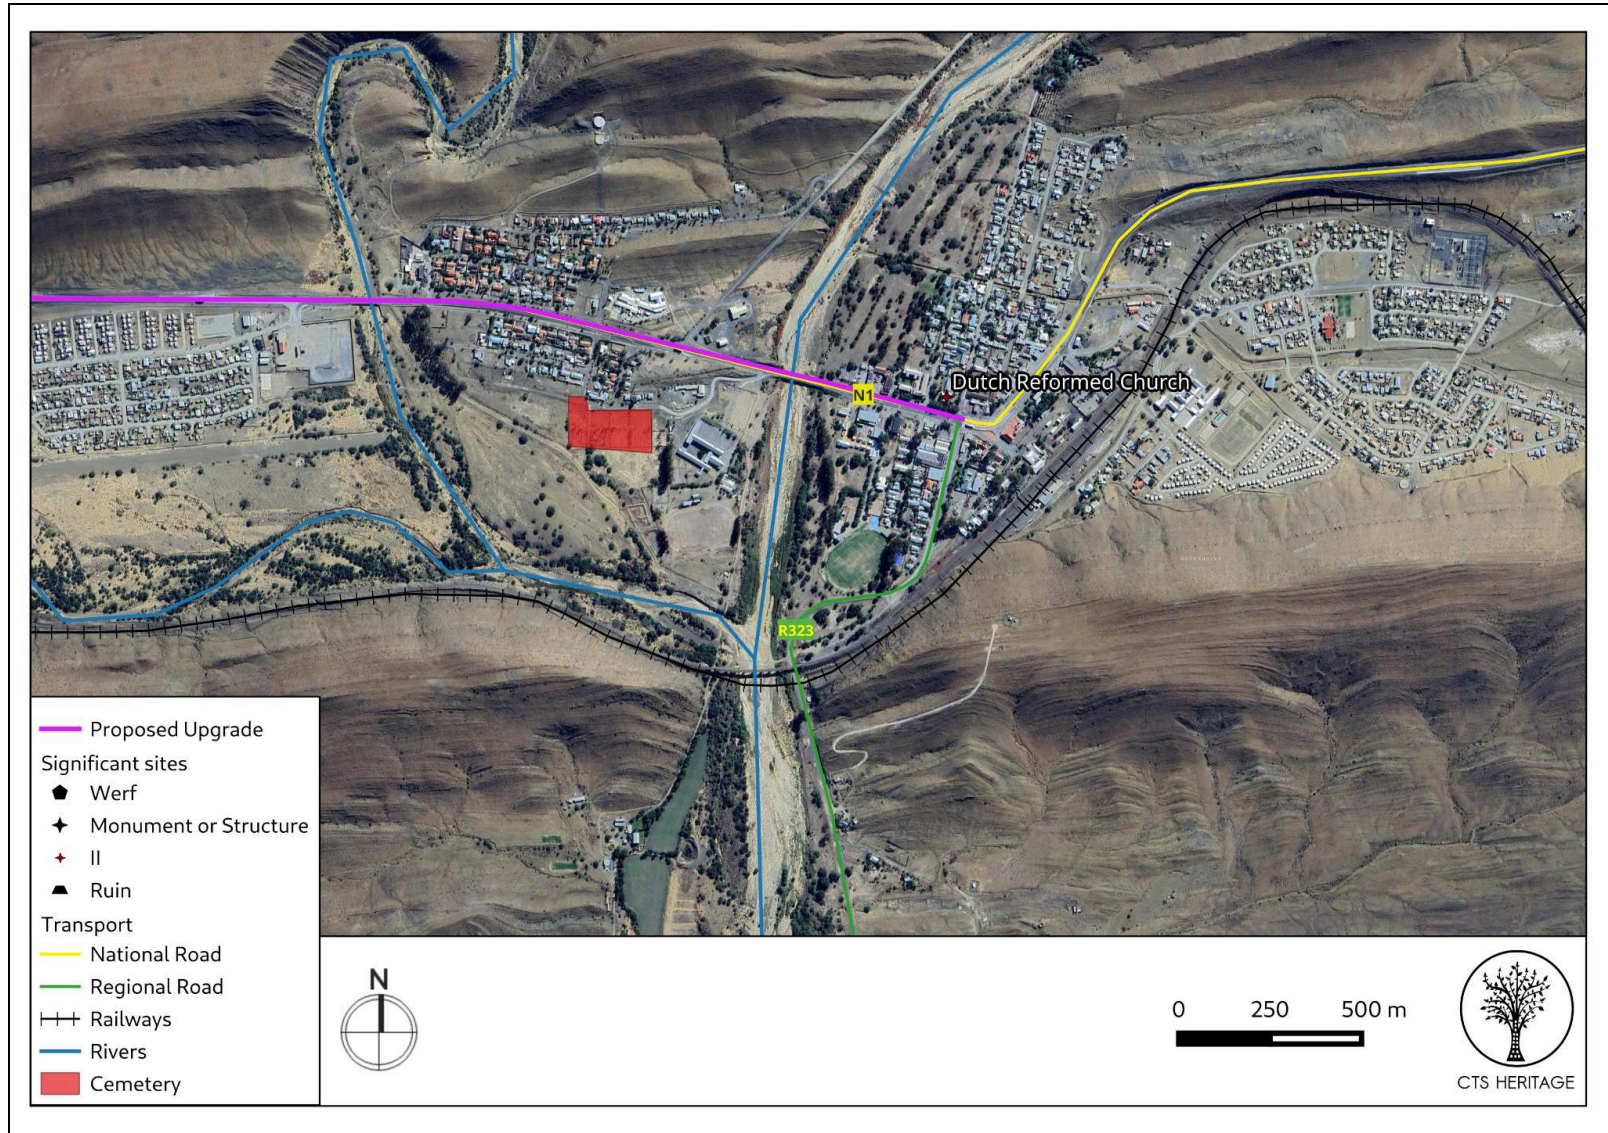 Dutch Reformed Church
N1
R323
Proposed Upgrade
Significant sites
Werf
Monument or Structure
II
Ruin
Transport
National Road
Regional Road
Railways
Rivers
Cemetery
N
0 250 500 m
CTS HERITAGE